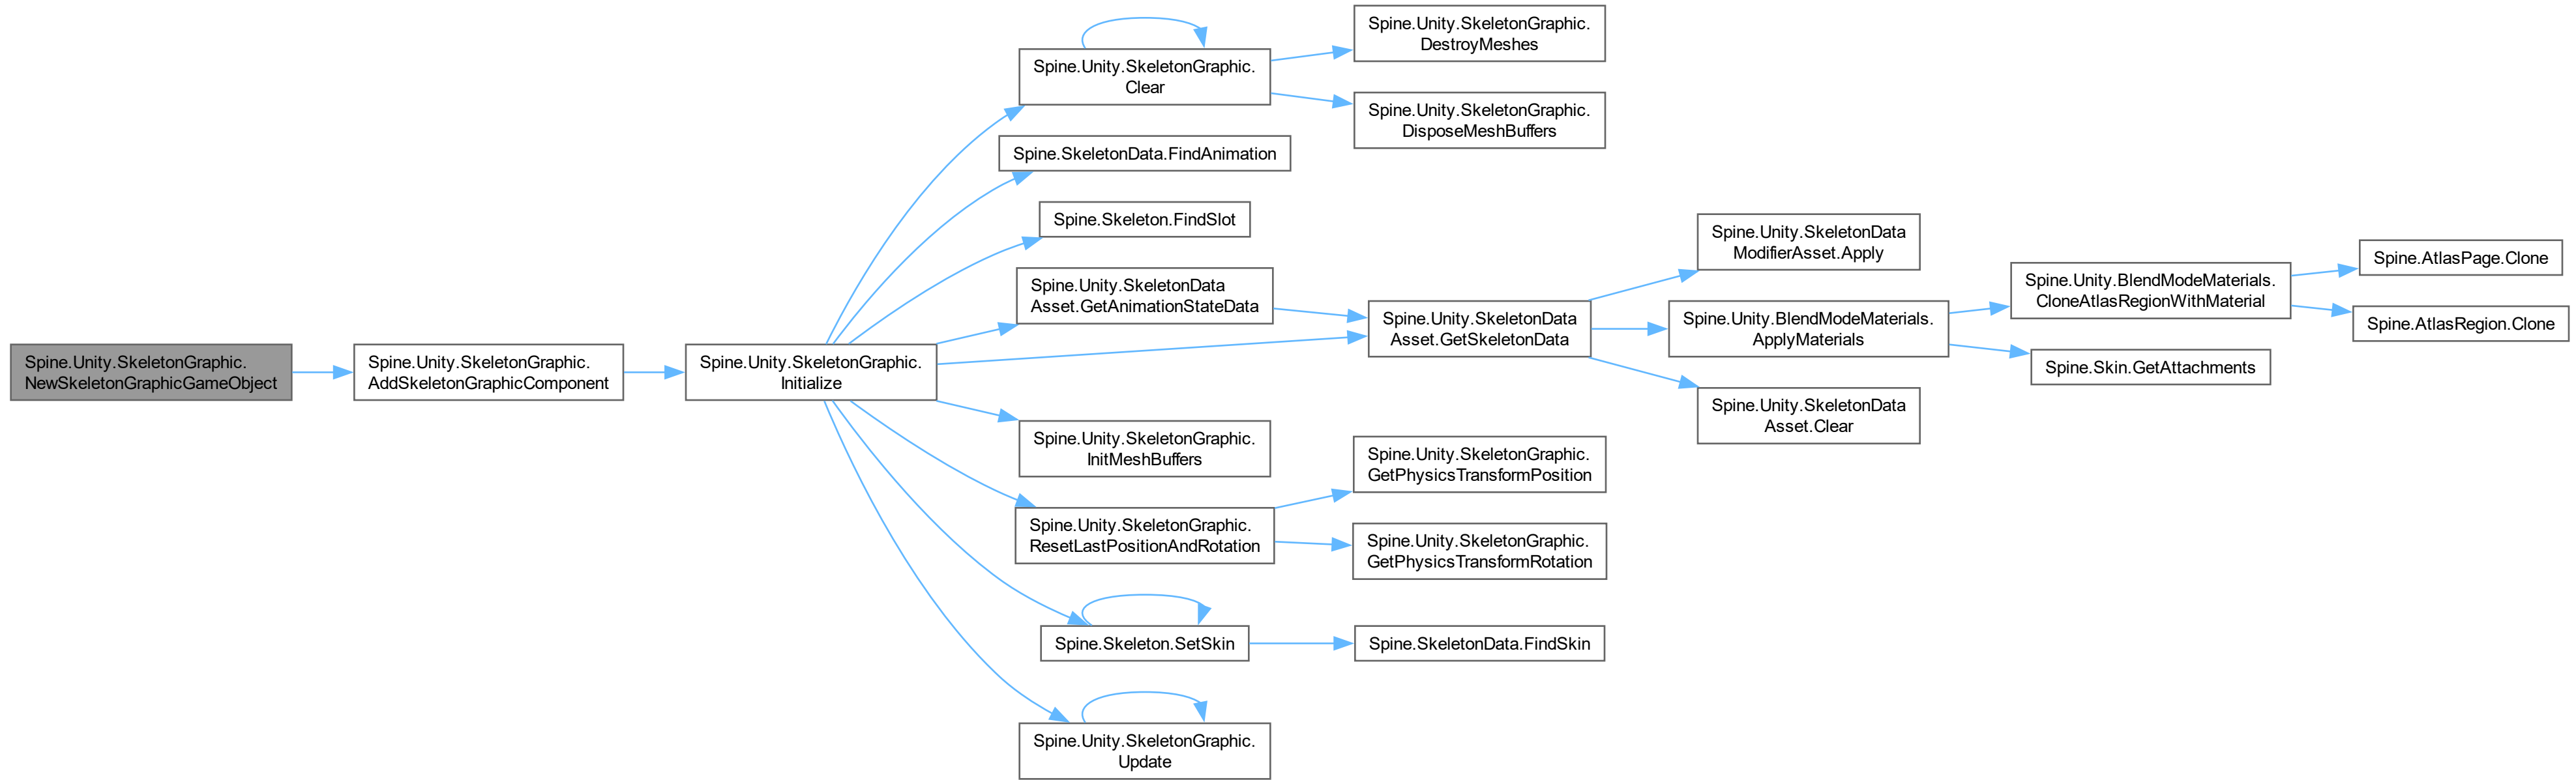 Spine.Unity.SkeletonGraphic.
NewSkeletonGraphicGameObject
Spine.Unity.SkeletonGraphic.
AddSkeletonGraphicComponent
Spine.Unity.SkeletonGraphic.
Initialize
Spine.Unity.SkeletonGraphic.
Clear
Spine.Unity.SkeletonGraphic.
DestroyMeshes
Spine.Unity.SkeletonGraphic.
DisposeMeshBuffers
Spine.SkeletonData.FindAnimation
Spine.Skeleton.FindSlot
Spine.Unity.SkeletonData
Asset.GetAnimationStateData
Spine.Unity.SkeletonData
Asset.GetSkeletonData
Spine.Unity.SkeletonData
ModifierAsset.Apply
Spine.Unity.BlendModeMaterials.
ApplyMaterials
Spine.Unity.SkeletonData
Asset.Clear
Spine.Unity.BlendModeMaterials.
CloneAtlasRegionWithMaterial
Spine.Skin.GetAttachments
Spine.AtlasPage.Clone
Spine.AtlasRegion.Clone
Spine.Unity.SkeletonGraphic.
InitMeshBuffers
Spine.Unity.SkeletonGraphic.
ResetLastPositionAndRotation
Spine.Unity.SkeletonGraphic.
GetPhysicsTransformPosition
Spine.Unity.SkeletonGraphic.
GetPhysicsTransformRotation
Spine.Skeleton.SetSkin
Spine.SkeletonData.FindSkin
Spine.Unity.SkeletonGraphic.
Update